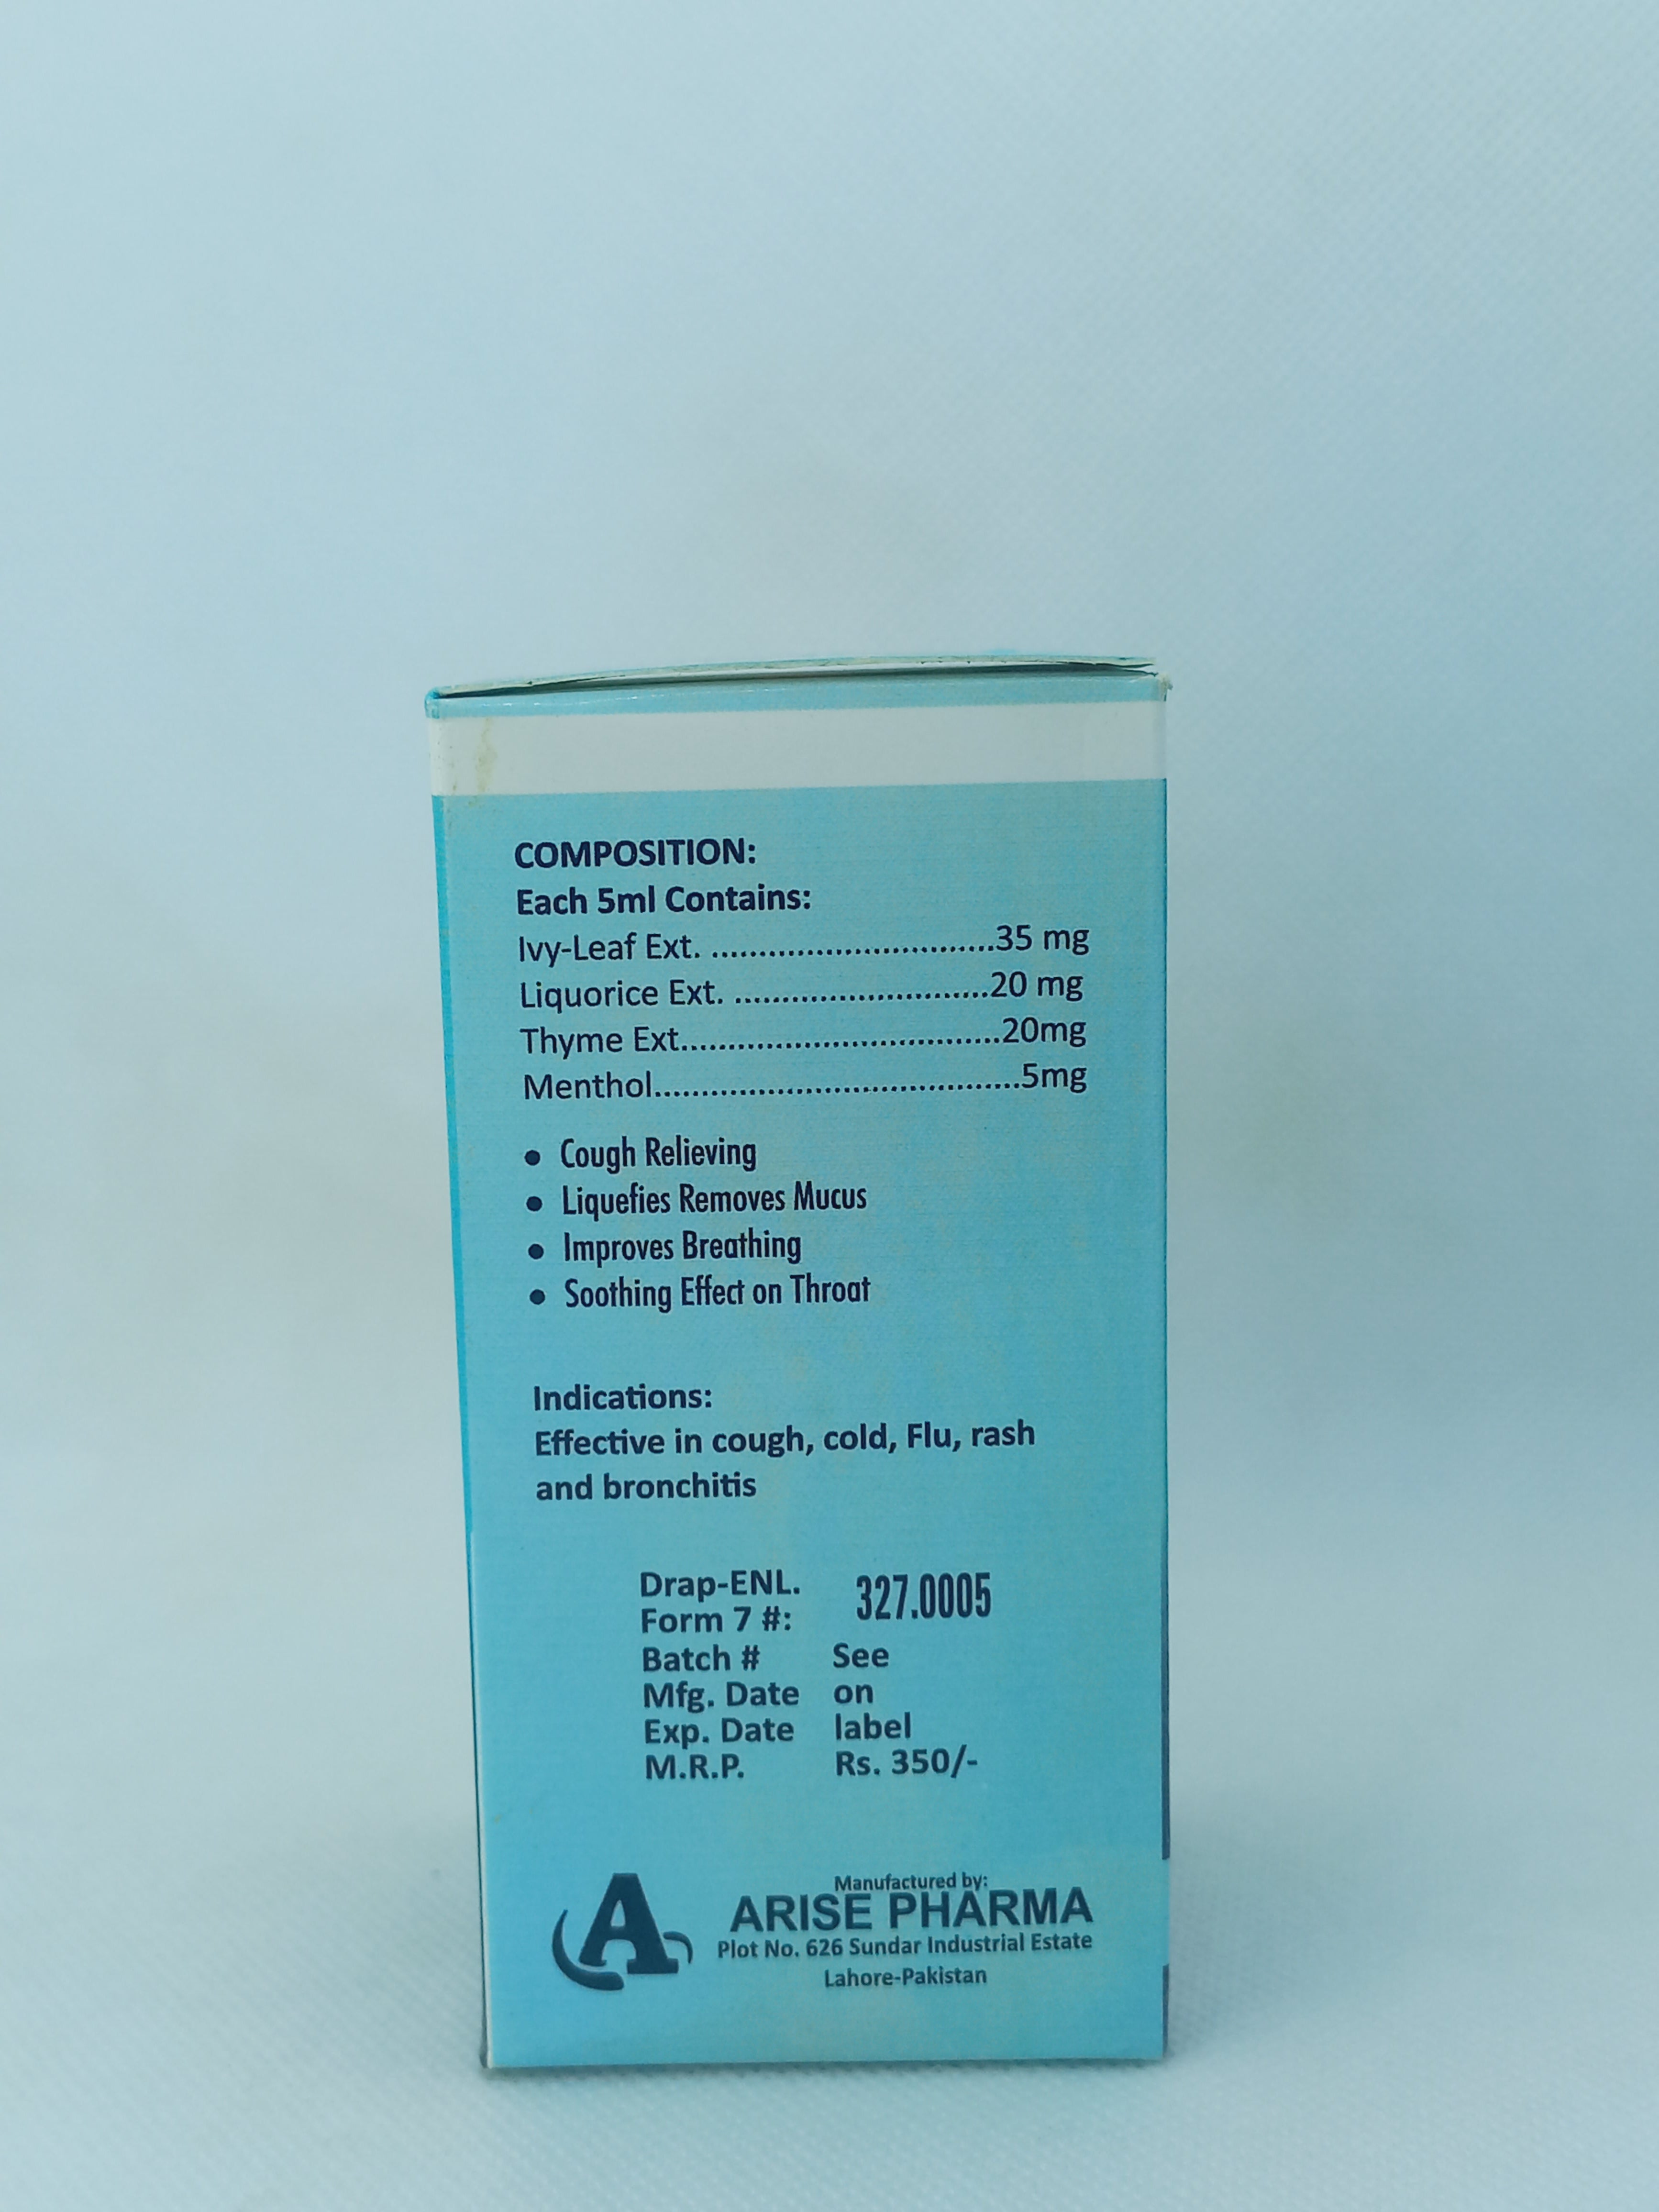 COMPOSITION:
Each 5ml Contains:
Ivy-Leaf Ext. ..............................35 mg
Liquorice Ext. ...........................20 mg
Thyme Ext..................................20mg
Menthol.......................................5mg
• Cough Relieving
• Liquefies Removes Mucus
• Improves Breathing
• Soothing Effect on Throat
Indications:
Effective in cough, cold, Flu, rash
and bronchitis
Drap-ENL.
Form 7 #: 327.0005
Batch # See
Mfg. Date on
Exp. Date label
M.R.P. Rs. 350/-
A
Manufactured by:
ARISE PHARMA
Plot No. 626 Sundar Industrial Estate
Lahore-Pakistan